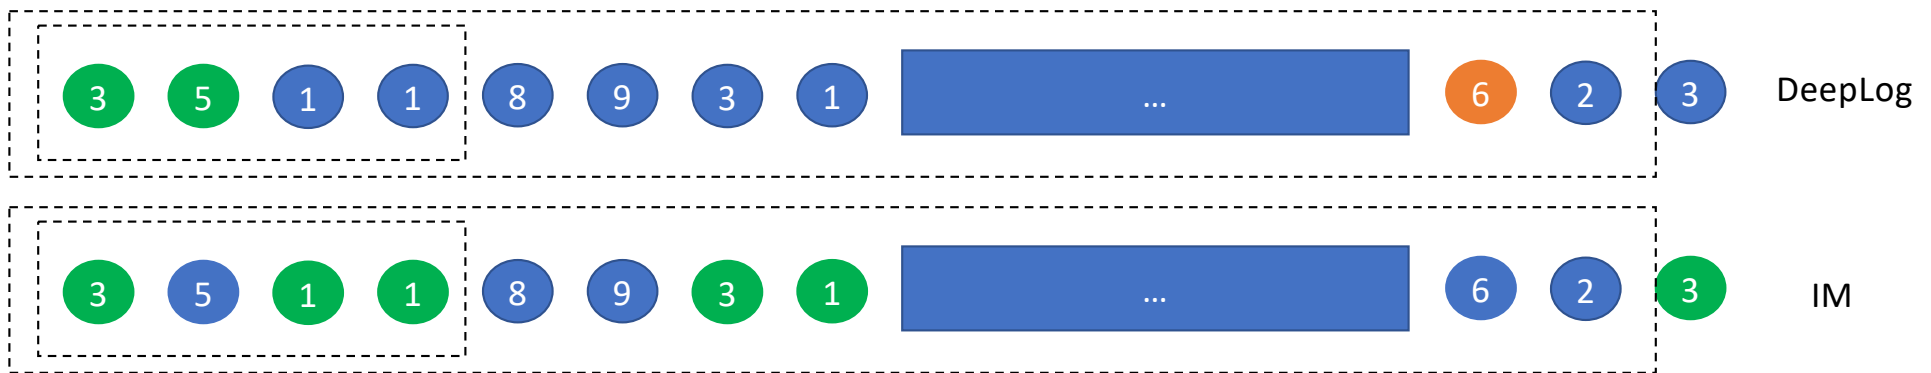 3 5 1 1 8 9 3 1 ... 6 2 3 DeepLog
3 5 1 1 8 9 3 1 ... 6 2 3 IM